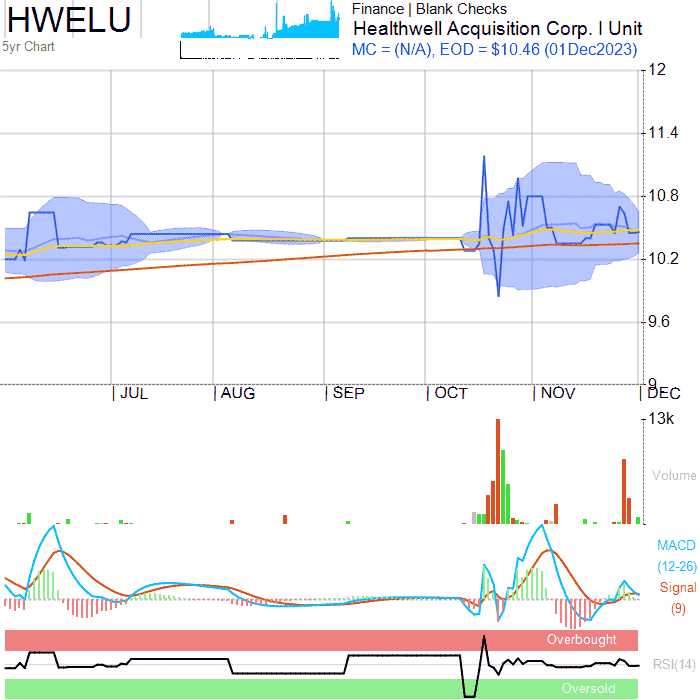 HWELU
5yr Chart
Finance | Blank Checks
Healthwell Acquisition Corp. I Unit
MC = (N/A), EOD = $10.46 (01Dec2023)
12
11.4
10.8
10.2
9.6
9
JUL AUG SEP OCT NOV DEC
13k
Volume
MACD
(12-26)
Signal
(9)
Overbought
RSI(14)
Oversold